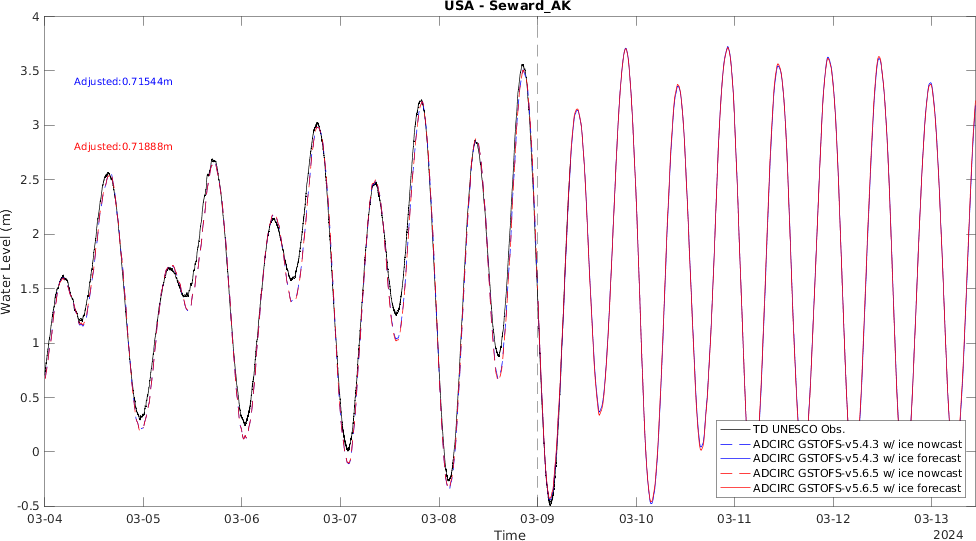 USA - Seward_AK
4
3.5
3
2.5
2
1.5
1
0.5
0
-0.5
Water Level (m)
Adjusted:0.71544m
Adjusted:0.71888m
TD UNESCO Obs.
ADCIRC GSTOFS-v5.4.3 w/ ice nowcast
ADCIRC GSTOFS-v5.4.3 w/ ice forecast
ADCIRC GSTOFS-v5.6.5 w/ ice nowcast
ADCIRC GSTOFS-v5.6.5 w/ ice forecast
03-04 03-05 03-06 03-07 03-08 03-09 03-10 03-11 03-12 03-13
Time
2024